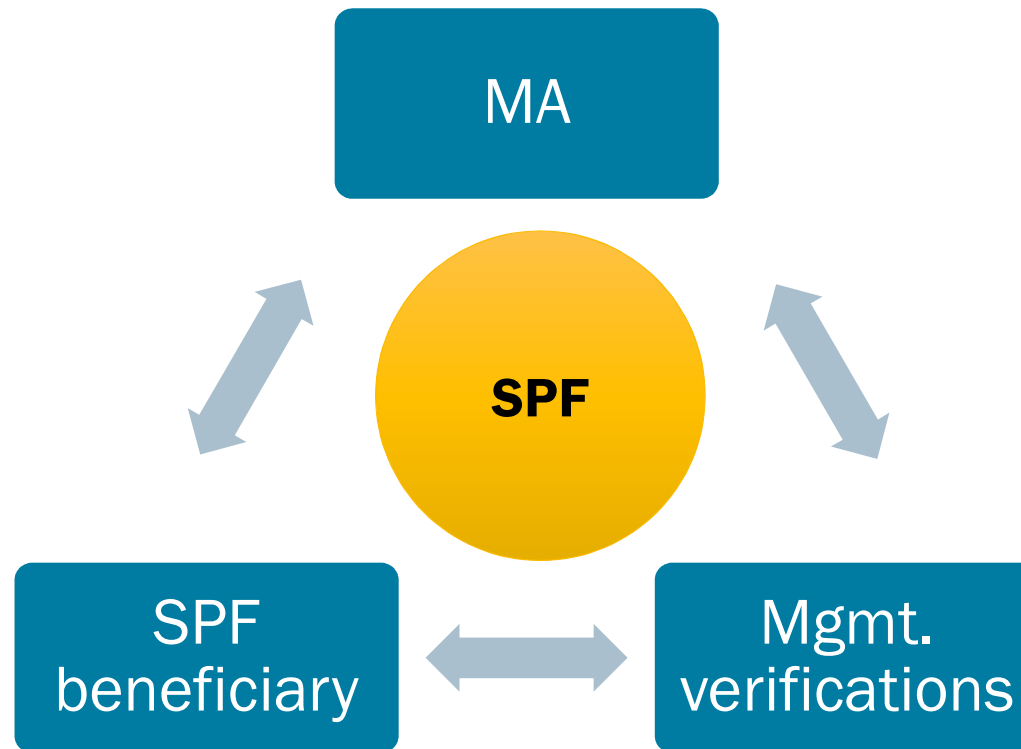 MA
SPF
SPF
beneficiary
Mgmt.
verifications